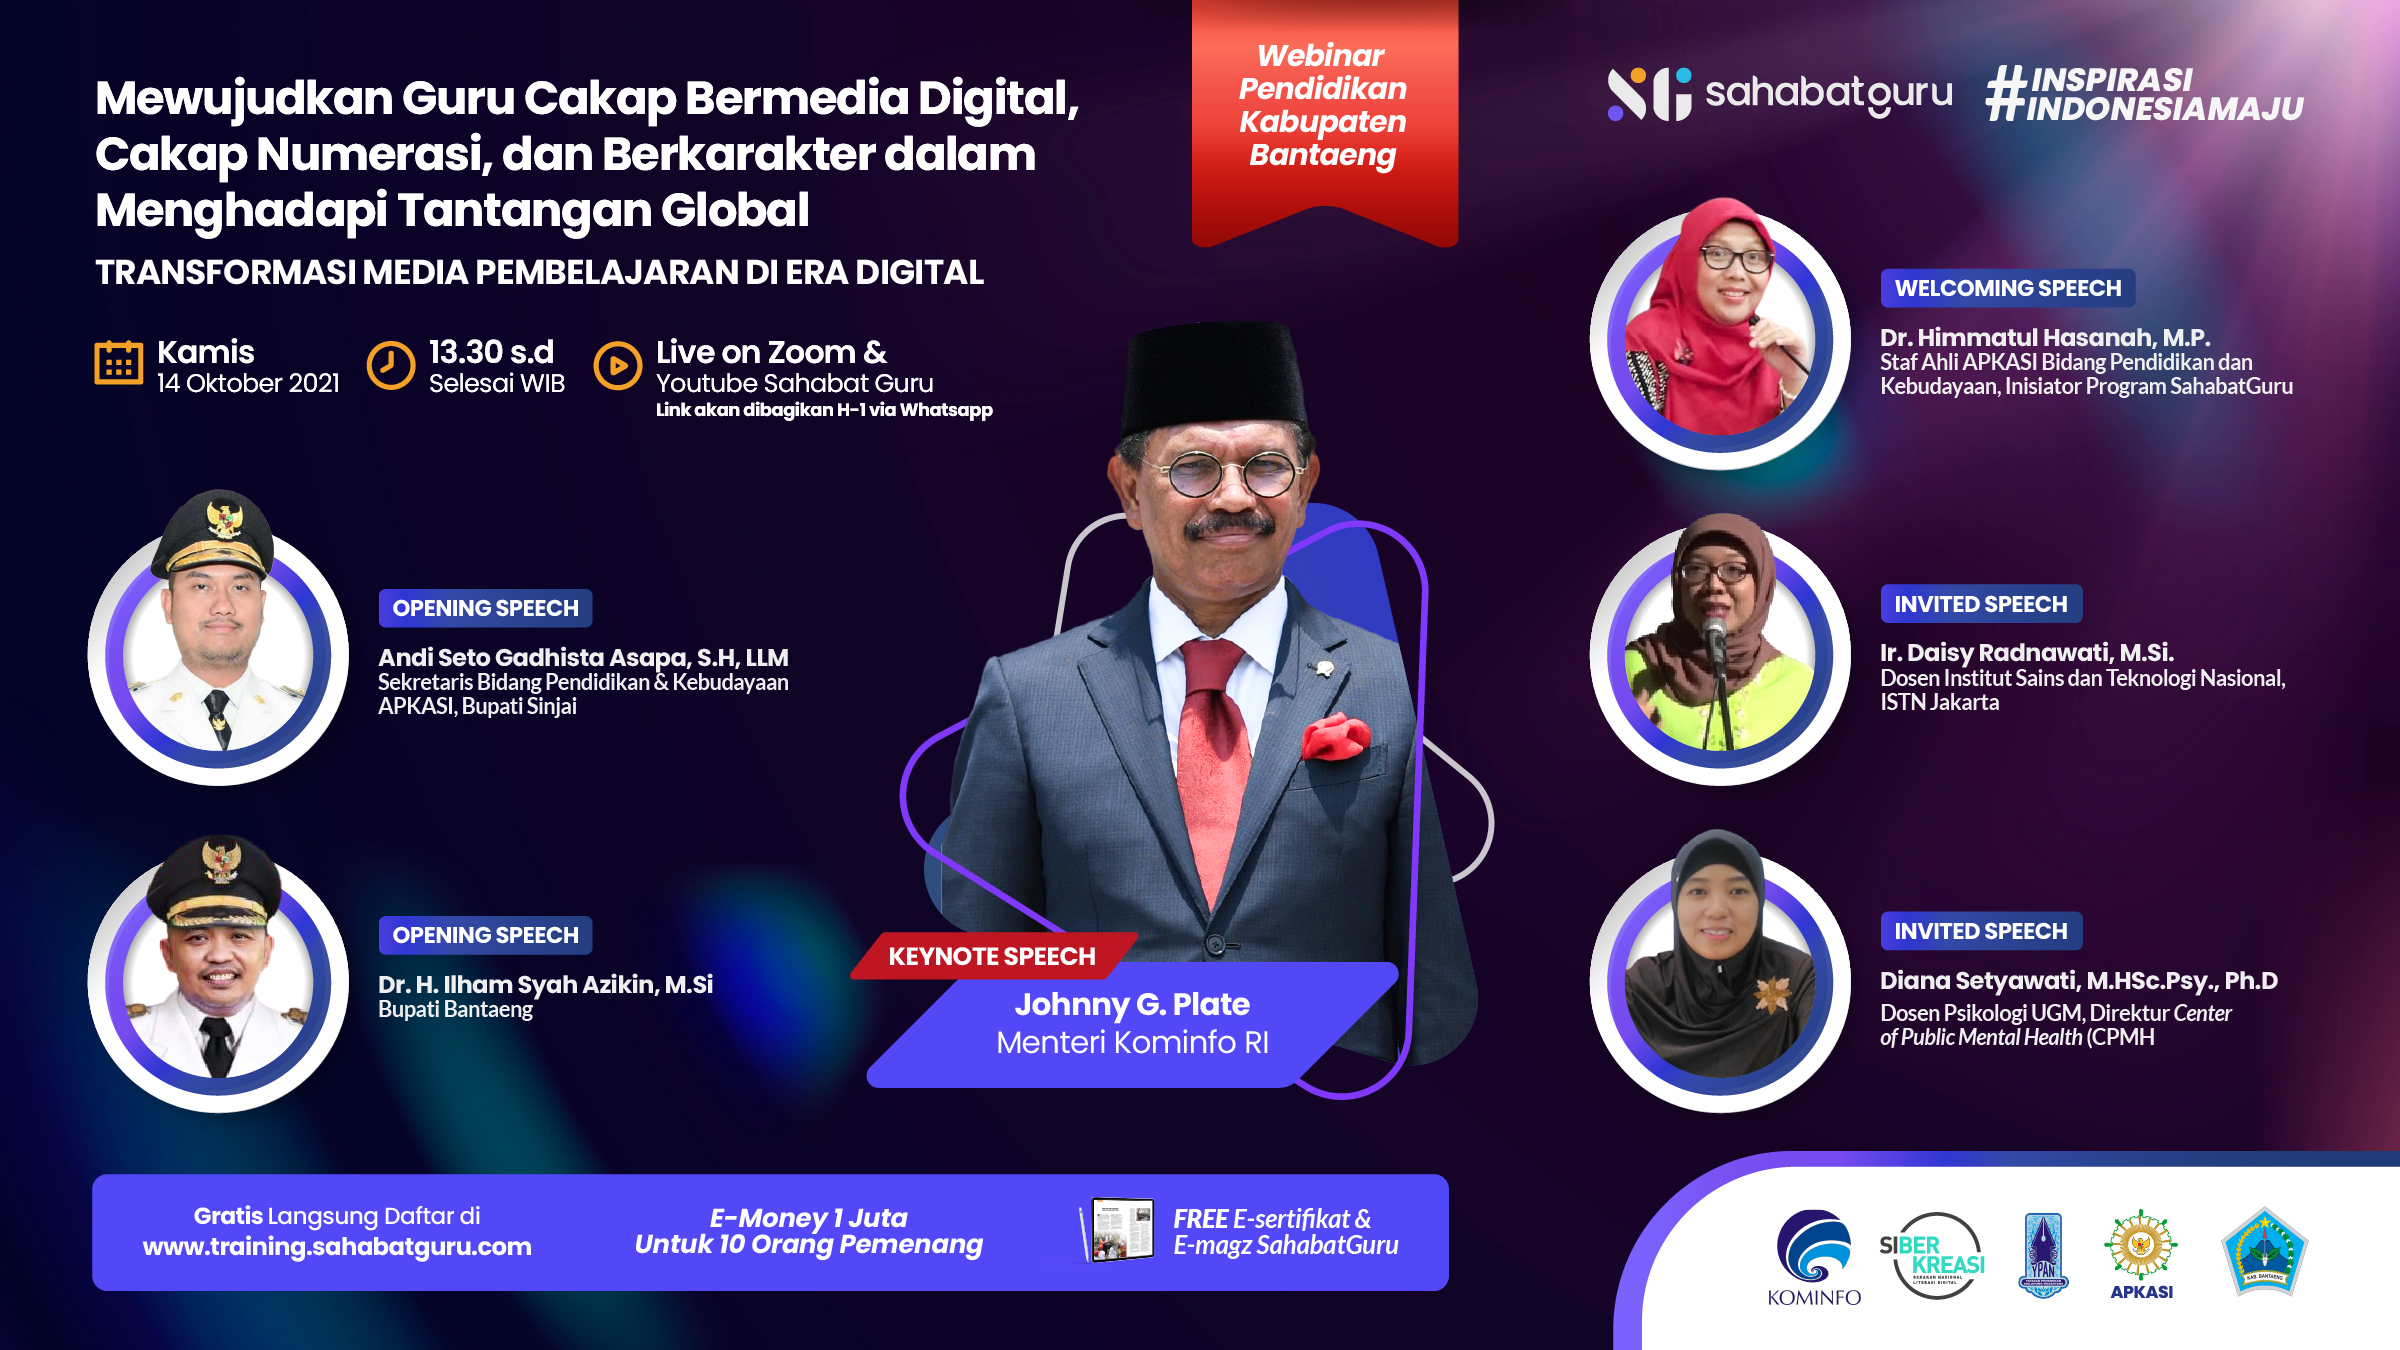 Mewujudkan Guru Cakap Bermedia Digital,
Cakap Numerasi, dan Berkarakter dalam
Menghadapi Tantangan Global
TRANSFORMASI MEDIA PEMBELAJARAN DI ERA DIGITAL
Kamis
14 Oktober 2021
13.30 s.d
Selesai WIB
Live on Zoom &
Youtube Sahabat Guru
Link akan dibagikan H-1 via Whatsapp
Webinar
Pendidikan
Kabupaten
Bantaeng
sahabatguru
#INSPIRASI
INDONESIAMAJU
OPENING SPEECH
Andi Seto Gadhista Asapa, S.H, LLM
Sekretaris Bidang Pendidikan & Kebudayaan
APKASI, Bupati Sinjai
OPENING SPEECH
Dr. H. Ilham Syah Azikin, M.Si
Bupati Bantaeng
KEYNOTE SPEECH
Johnny G. Plate
Menteri Kominfo RI
WELCOMING SPEECH
Dr. Himmatul Hasanah, M.P.
Staf Ahli APKASI Bidang Pendidikan dan
Kebudayaan, Inisiator Program SahabatGuru
INVITED SPEECH
Ir. Daisy Radnawati, M.Si.
Dosen Institut Sains dan Teknologi Nasional,
ISTN Jakarta
INVITED SPEECH
Diana Setyawati, M.HSc.Psy., Ph.D
Dosen Psikologi UGM, Direktur Center
of Public Mental Health (CPMH
Gratis Langsung Daftar di
www.training.sahabatguru.com
E-Money 1 Juta
Untuk 10 Orang Pemenang
FREE E-sertifikat &
E-magz SahabatGuru
KOMINFO
SIBER
KREASI
GERAKAN NASIONAL
LITERASI DIGITAL
YPAN
APKASI
KAB. BANTAENG